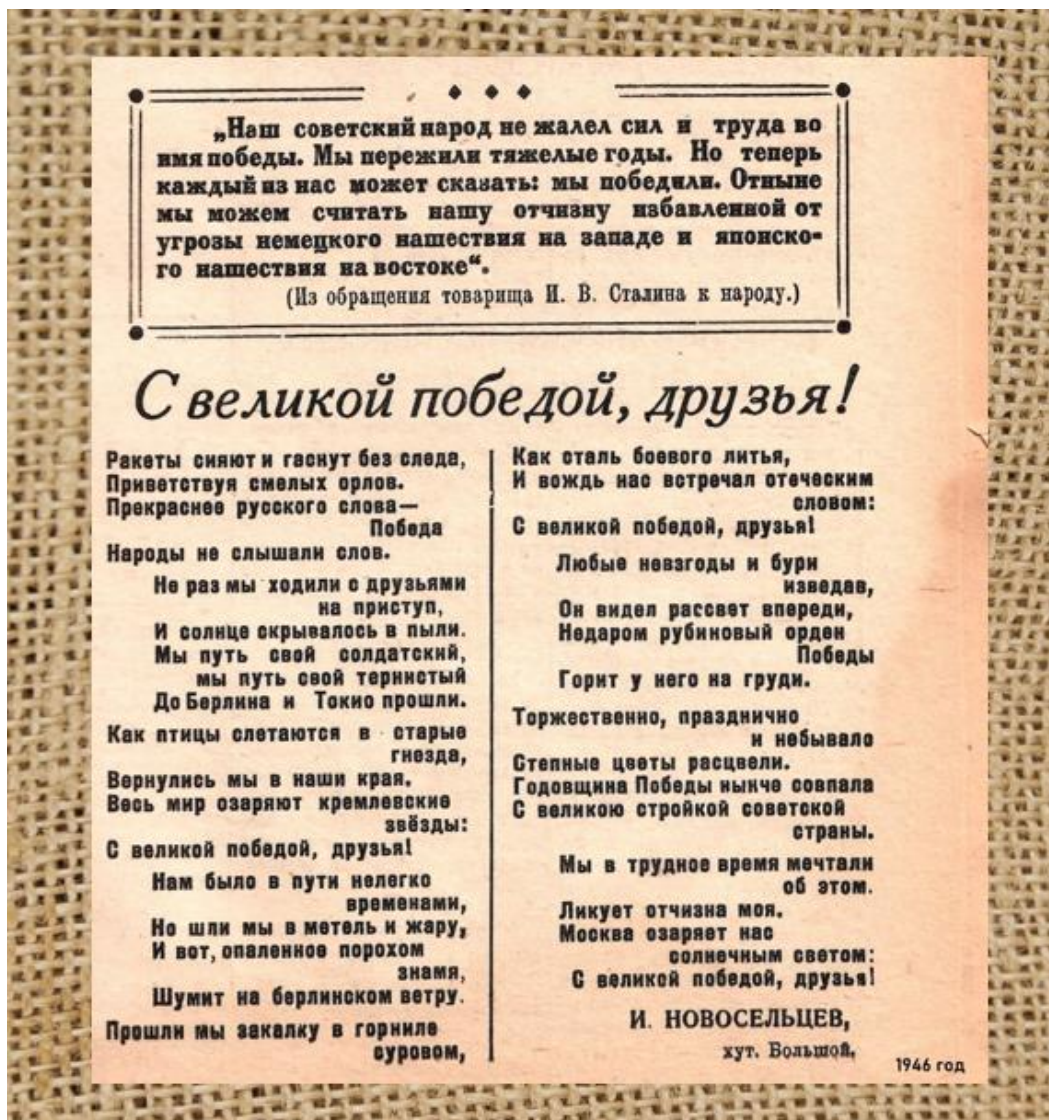 „Наш советский народ не жалел сил и труда во
имя победы. Мы пережили тяжелые годы. Но теперь
каждый из нас может сказать: мы победили. Отныне
мы можем считать нашу отчизну избавленной от
угрозы немецкого нашествия на западе и японско-
го нашествия на востоке“.
(Из обращения товарища И. В. Сталина к народу.)
С великой победой, друзья!
Ракеты сияют и гаснут без следа,
Приветствуя смелых орлов.
Прекраснее русского слова—
Победа
Народы не слышали слов.
Не раз мы ходили с друзьями
на приступ,
И солнце скрывалось в пыли.
Мы путь свой солдатский,
мы путь свой тернистый
До Берлина и Токио прошли.
Как птицы слетаются в старые
гнезда,
Вернулись мы в наши края.
Весь мир озаряют кремлевские
звёзды:
С великой победой, друзья!
Нам было в пути нелегко
временами,
Но шли мы в метель и жару,
И вот, опаленное порохом
знамя,
Шумит на берлинском ветру.
Прошли мы закалку в горниле
суровом,
Как сталь боевого литья,
И вождь нас встречал отеческим
словом:
С великой победой, друзья!
Любые невзгоды и бури
изведав,
Он видел рассвет впереди,
Недаром рубиновый орден
Победы
Горит у него на груди.
Торжественно, празднично
и небывало
Степные цветы расцвели.
Годовщина Победы нынче совпала
С великою стройкой советской
страны.
Мы в трудное время мечтали
об этом.
Ликует отчизна моя.
Москва озаряет нас
солнечным светом:
С великой победой, друзья!
И. НОВОСЕЛЬЦЕВ,
хут. Большой.
1946 год